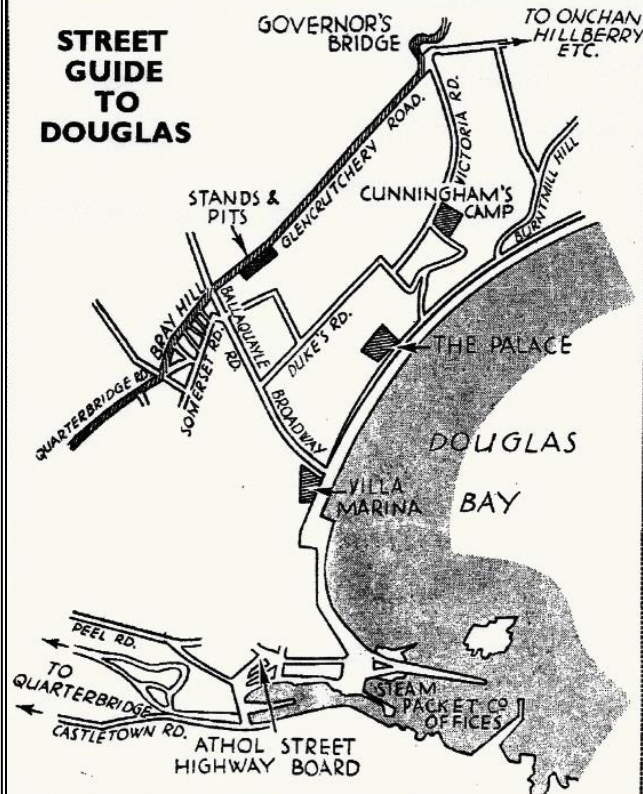 STREET
GUIDE
TO
DOUGLAS
GOVERNOR'S
BRIDGE
TO ONCHAN
HILLBERRY
ETC.
GLENCRUTCHERY ROAD.
VICTORIA RD.
CUNNINGHAM'S
CAMP
BURNTMILL HILL
STANDS &
PITS
BRAY HILL
BALLAQUAYLE
RD.
SOMERSET RD.
QUARTERBRIDGE RD.
DUKE'S RD.
BROADWAY
THE PALACE
DOUGLAS
BAY
VILLA
MARINA
PEEL RD.
TO
QUARTERBRIDGE
CASTLETOWN RD.
STEAM
PACKET CO
OFFICES
ATHOL STREET
HIGHWAY BOARD